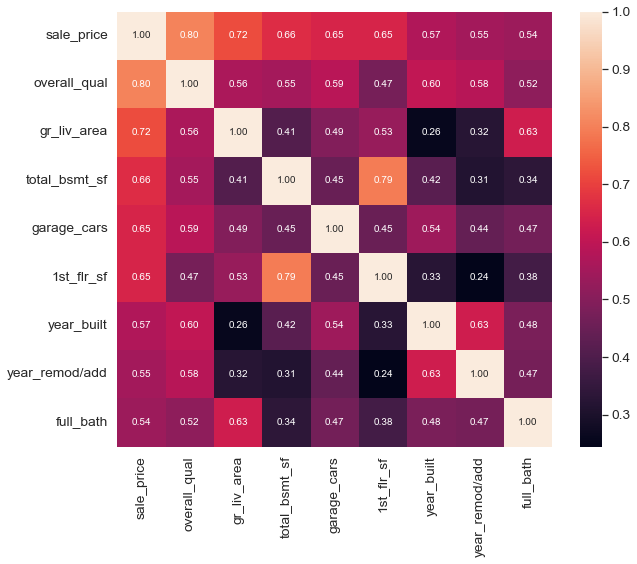 sale_price 1.00 0.80 0.72 0.66 0.65 0.65 0.57 0.55 0.54
overall_qual 0.80 1.00 0.56 0.55 0.59 0.47 0.60 0.58 0.52
gr_liv_area 0.72 0.56 1.00 0.41 0.49 0.53 0.26 0.32 0.63
total_bsmt_sf 0.66 0.55 0.41 1.00 0.45 0.79 0.42 0.31 0.34
garage_cars 0.65 0.59 0.49 0.45 1.00 0.45 0.54 0.44 0.47
1st_flr_sf 0.65 0.47 0.53 0.79 0.45 1.00 0.33 0.24 0.38
year_built 0.57 0.60 0.26 0.42 0.54 0.33 1.00 0.63 0.48
year_remod/add 0.55 0.58 0.32 0.31 0.44 0.24 0.63 1.00 0.47
full_bath 0.54 0.52 0.63 0.34 0.47 0.38 0.48 0.47 1.00
sale_price
overall_qual
gr_liv_area
total_bsmt_sf
garage_cars
1st_flr_sf
year_built
year_remod/add
full_bath
1.0
0.9
0.8
0.7
0.6
0.5
0.4
0.3